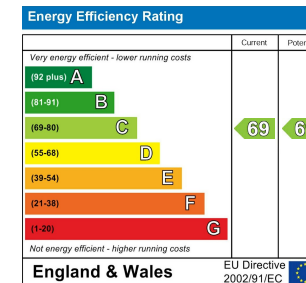 Energy Efficiency Rating
Current
Very energy efficient - lower running costs
(92 plus) A
(81-91) B
(69-80) C 69
(55-68) D
(39-54) E
(21-38) F
(1-20) G
Not energy efficient - higher running costs
England & Wales
EU Directive
2002/91/EC